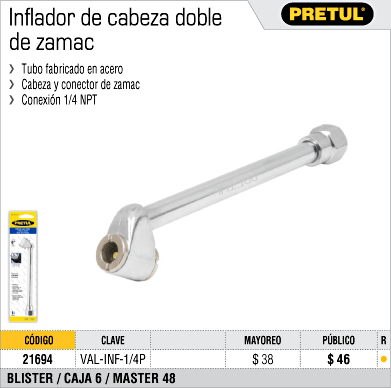 Inflador de cabeza doble
de zamac
PRETUL®
› Tubo fabricado en acero
› Cabeza y conector de zamac
› Conexión 1/4 NPT
PRETUL
CÓDIGO CLAVE MAYOREO PÚBLICO R
21694 VAL-INF-1/4P $ 38 $ 46
BLISTER / CAJA 6 / MASTER 48